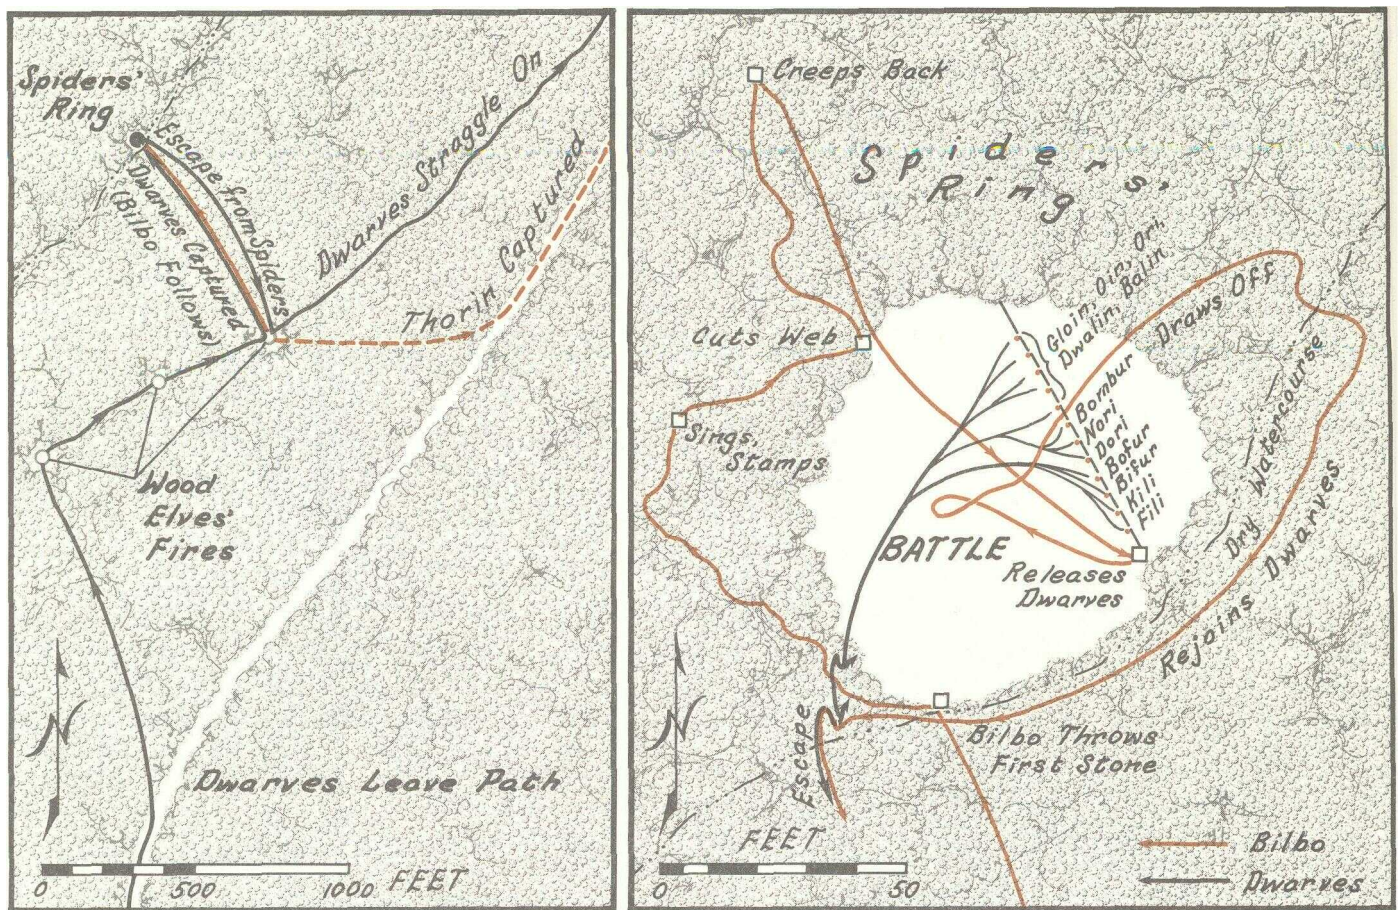 Spiders'
Ring
Escape from Spiders
Dwarves Captured
(Bilbo
Follows)
Dwarves Straggle On
Thorin Captured
Wood
Elves'
Fires
N
Dwarves Leave Path
0 500 1000 FEET
Creeps Back
Spiders'
Ring
Cuts Web
Sings,
Stamps
Gloin, Oin, Ori,
Dwalin, Balin
Bombur
Nori
Dori
Bofur
Bifur
Kili
Fili
Draws Off
Dry Watercourse
BATTLE
Releases
Dwarves
Rejoins Dwarves
Escape
Bilbo Throws
First Stone
N
FEET
0 50
Bilbo
Dwarves